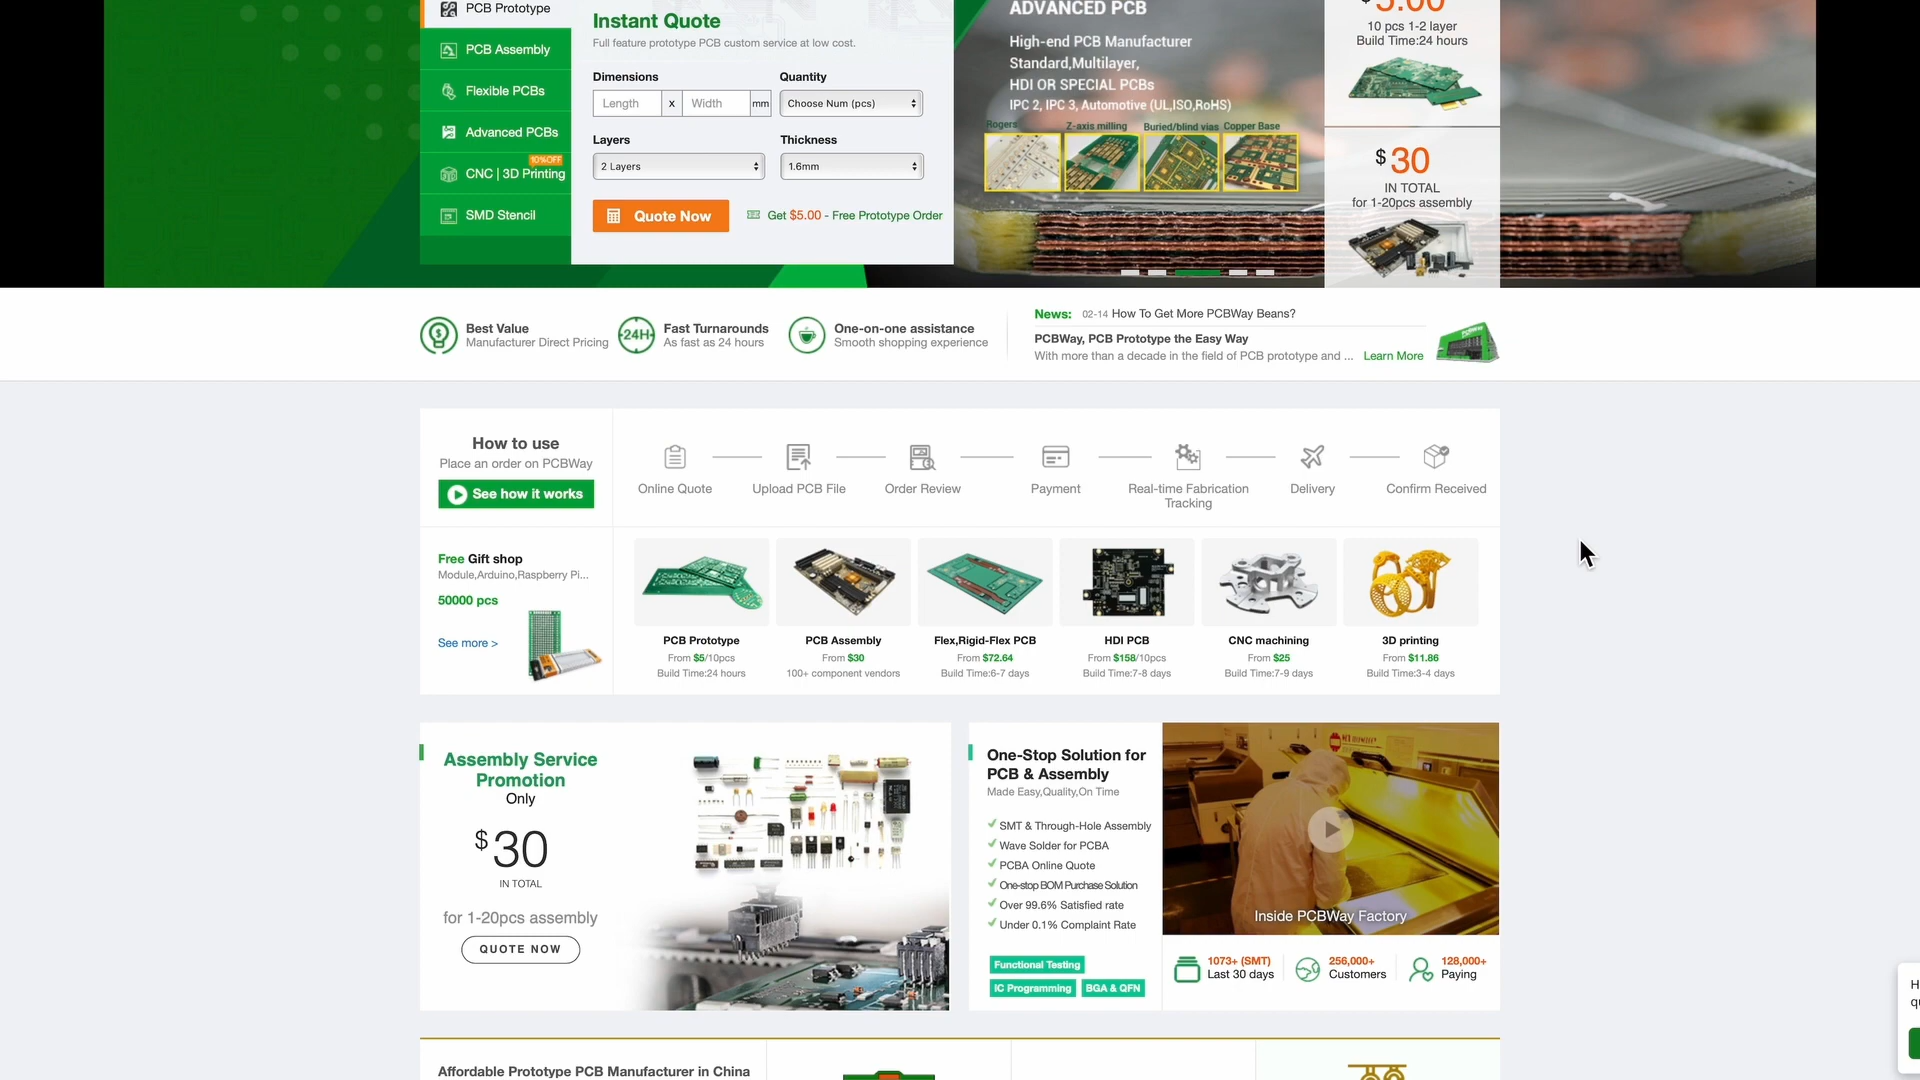 PCB Prototype
PCB Assembly
Flexible PCBs
Advanced PCBs
10%OFF
CNC | 3D Printing
SMD Stencil
Instant Quote
Full feature prototype PCB custom service at low cost.
Dimensions
Quantity
Length x Width mm
Choose Num (pcs)
Layers
Thickness
2 Layers
1.6mm
Quote Now
Get $5.00 - Free Prototype Order
ADVANCED PCB
High-end PCB Manufacturer
Standard,Multilayer,
HDI OR SPECIAL PCBs
IPC 2, IPC 3, Automotive (UL,ISO,RoHS)
Rogers Z-axis milling Buried/blind vias Copper Base
$5.00
10 pcs 1-2 layer
Build Time:24 hours
$30
IN TOTAL
for 1-20pcs assembly
Best Value
Manufacturer Direct Pricing
24H
Fast Turnarounds
As fast as 24 hours
One-on-one assistance
Smooth shopping experience
News: 02-14 How To Get More PCBWay Beans?
PCBWay, PCB Prototype the Easy Way
With more than a decade in the field of PCB prototype and ... Learn More
How to use
Place an order on PCBWay
See how it works
Online Quote
Upload PCB File
Order Review
Payment
Real-time Fabrication
Tracking
Delivery
Confirm Received
Free Gift shop
Module,Arduino,Raspberry Pi...
50000 pcs
See more >
PCB Prototype
From $5/10pcs
Build Time:24 hours
PCB Assembly
From $30
100+ component vendors
Flex,Rigid-Flex PCB
From $72.64
Build Time:6-7 days
HDI PCB
From $158/10pcs
Build Time:7-8 days
CNC machining
From $25
Build Time:7-9 days
3D printing
From $11.86
Build Time:3-4 days
Assembly Service
Promotion
Only
$30
IN TOTAL
for 1-20pcs assembly
QUOTE NOW
One-Stop Solution for
PCB & Assembly
Made Easy,Quality,On Time
SMT & Through-Hole Assembly
Wave Solder for PCBA
PCBA Online Quote
One-stop BOM Purchase Solution
Over 99.6% Satisfied rate
Under 0.1% Complaint Rate
Functional Testing
IC Programming
BGA & QFN
Inside PCBWay Factory
1073+ (SMT)
Last 30 days
256,000+
Customers
128,000+
Paying
Affordable Prototype PCB Manufacturer in China